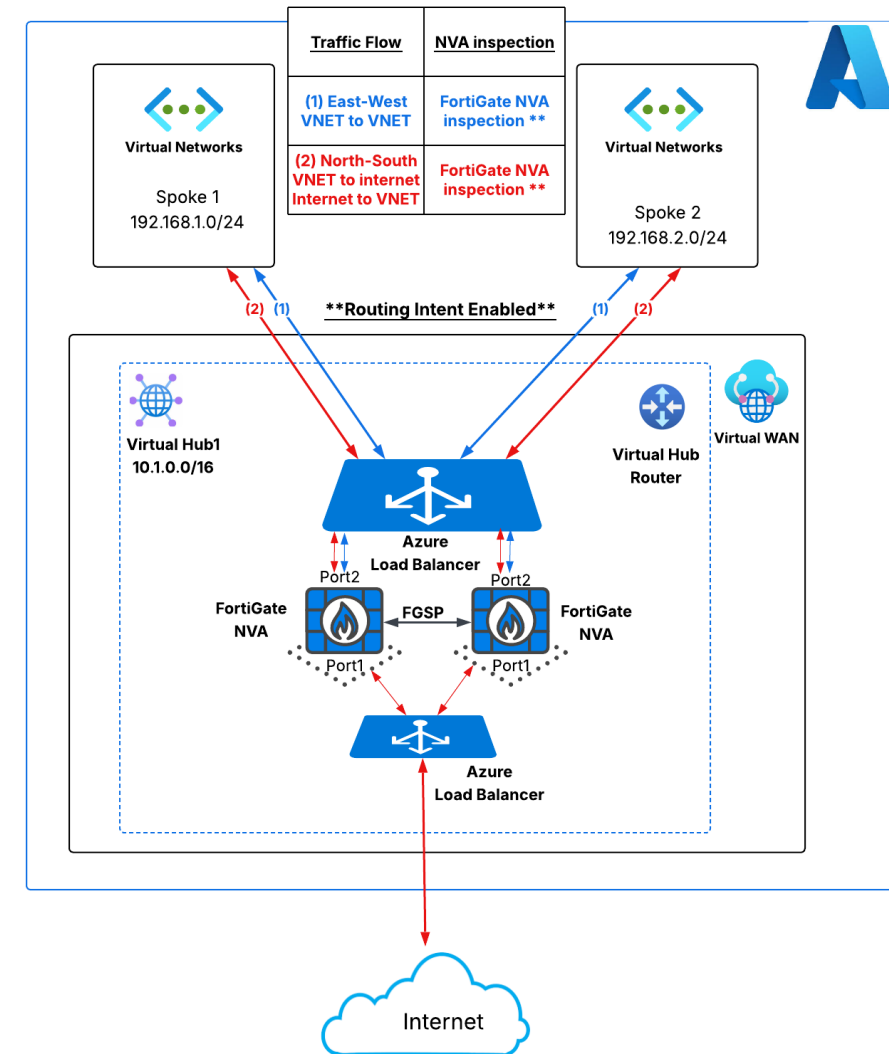 Traffic Flow
NVA inspection
(1) East-West
VNET to VNET
FortiGate NVA
inspection **
(2) North-South
VNET to internet
Internet to VNET
FortiGate NVA
inspection **
Virtual Networks
Spoke 1
192.168.1.0/24
Virtual Networks
Spoke 2
192.168.2.0/24
(2)
(1)
**Routing Intent Enabled**
(1)
(2)
Virtual Hub1
10.1.0.0/16
Virtual Hub
Router
Virtual WAN
Azure
Load Balancer
Port2
Port2
FortiGate
NVA
FGSP
FortiGate
NVA
Port1
Port1
Azure
Load Balancer
Internet